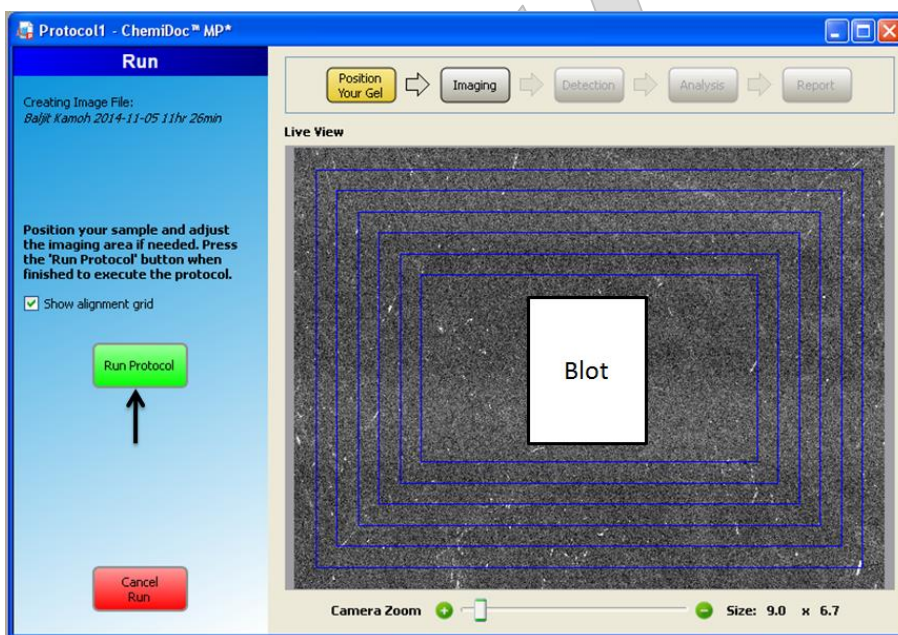 Protocol1 - ChemiDoc™ MP*
Run
Creating Image File:
Baljit Kamoh 2014-11-05 11hr 26min
Position your sample and adjust
the imaging area if needed. Press
the 'Run Protocol' button when
finished to execute the protocol.
Show alignment grid
Run Protocol
Cancel
Run
Position
Your Gel
Imaging
Detection
Analysis
Report
Live View
Blot
Camera Zoom
Size: 9.0 x 6.7